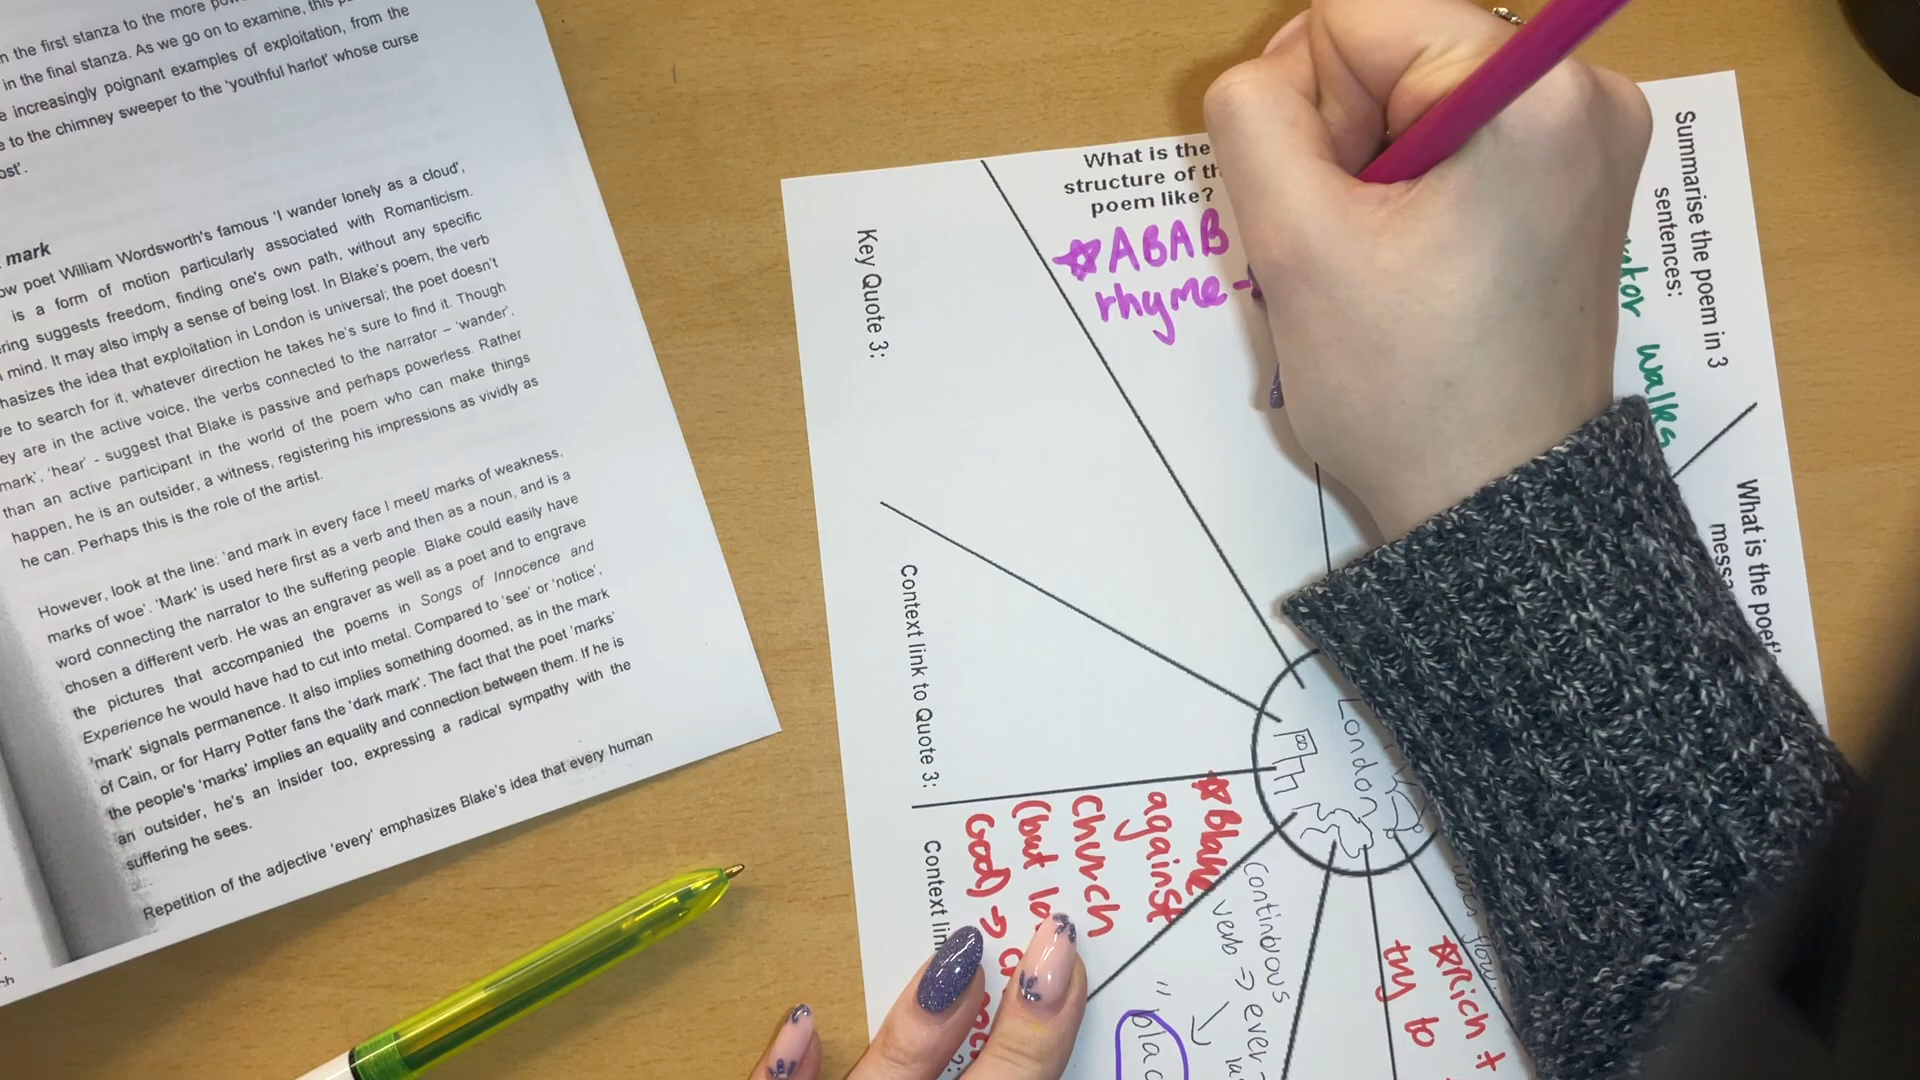 n the first stanza to the more
in the final stanza. As we go on to examine, this
increasingly poignant examples of exploitation, from the
to the chimney sweeper to the 'youthful harlot' whose curse
ost'.
mark
ow poet William Wordsworth's famous 'I wander lonely as a cloud',
is a form of motion particularly associated with Romanticism.
ring suggests freedom, finding one's own path, without any specific
mind. It may also imply a sense of being lost. In Blake's poem, the verb
hasizes the idea that exploitation in London is universal; the poet doesn't
ve to search for it, whatever direction he takes he's sure to find it. Though
ey are in the active voice, the verbs connected to the narrator – 'wander',
mark', 'hear' - suggest that Blake is passive and perhaps powerless. Rather
than an active participant in the world of the poem who can make things
happen, he is an outsider, a witness, registering his impressions as vividly as
he can. Perhaps this is the role of the artist.
However, look at the line: 'and mark in every face I meet/ marks of weakness,
marks of woe'. 'Mark' is used here first as a verb and then as a noun, and is a
word connecting the narrator to the suffering people. Blake could easily have
chosen a different verb. He was an engraver as well as a poet and to engrave
the pictures that accompanied the poems in Songs of Innocence and
Experience he would have had to cut into metal. Compared to 'see' or 'notice',
'mark' signals permanence. It also implies something doomed, as in the mark
of Cain, or for Harry Potter fans the 'dark mark'. The fact that the poet 'marks'
the people's 'marks' implies an equality and connection between them. If he is
an outsider, he's an insider too, expressing a radical sympathy with the
suffering he sees.
Repetition of the adjective 'every' emphasizes Blake's idea that every human
What is the
structure of th
poem like?
ABAB
rhyme -
Summarise the poem in 3
sentences:
walks
What is the poet'
messa
Key Quote 3:
Context link to Quote 3:
London
Blake
against
church
(but
God) →
Context lin
continuous
verb → ever
"blac
Rich +
try to